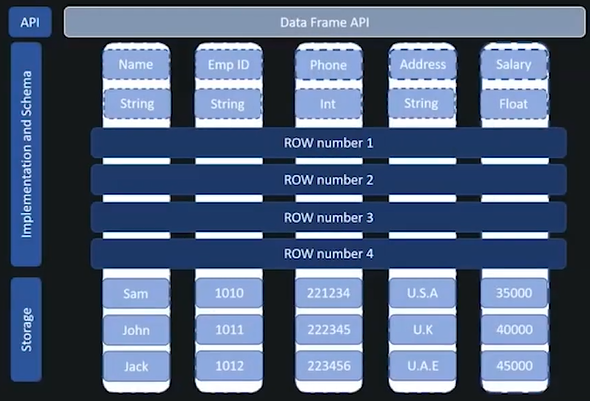 API
Data Frame API
Implementation and Schema
Name Emp ID Phone Address Salary
String String Int String Float
ROW number 1
ROW number 2
ROW number 3
ROW number 4
Storage
Sam 1010 221234 U.S.A 35000
John 1011 222345 U.K 40000
Jack 1012 223456 U.A.E 45000